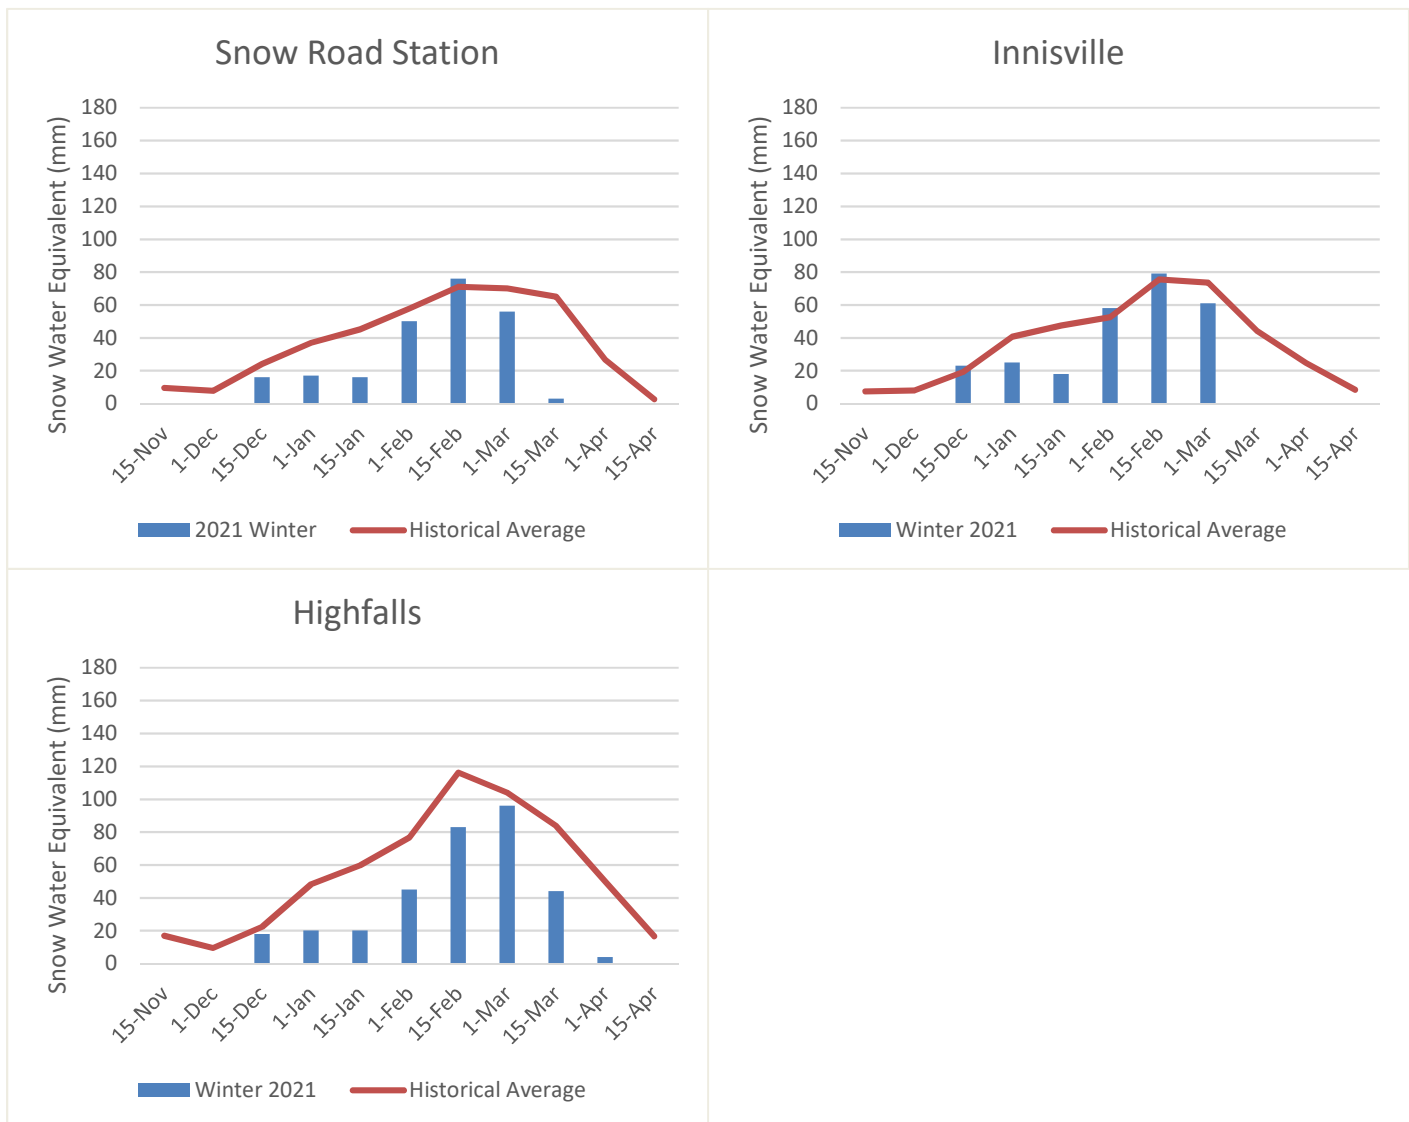 Snow Road Station
Snow Water Equivalent (mm)
180
160
140
120
100
80
60
40
20
0
15-Nov
1-Dec
15-Dec
1-Jan
15-Jan
1-Feb
15-Feb
1-Mar
15-Mar
1-Apr
15-Apr
2021 Winter Historical Average
Innisville
Snow Water Equivalent (mm)
180
160
140
120
100
80
60
40
20
0
15-Nov
1-Dec
15-Dec
1-Jan
15-Jan
1-Feb
15-Feb
1-Mar
15-Mar
1-Apr
15-Apr
Winter 2021 Historical Average
Highfalls
Snow Water Equivalent (mm)
180
160
140
120
100
80
60
40
20
0
15-Nov
1-Dec
15-Dec
1-Jan
15-Jan
1-Feb
15-Feb
1-Mar
15-Mar
1-Apr
15-Apr
Winter 2021 Historical Average